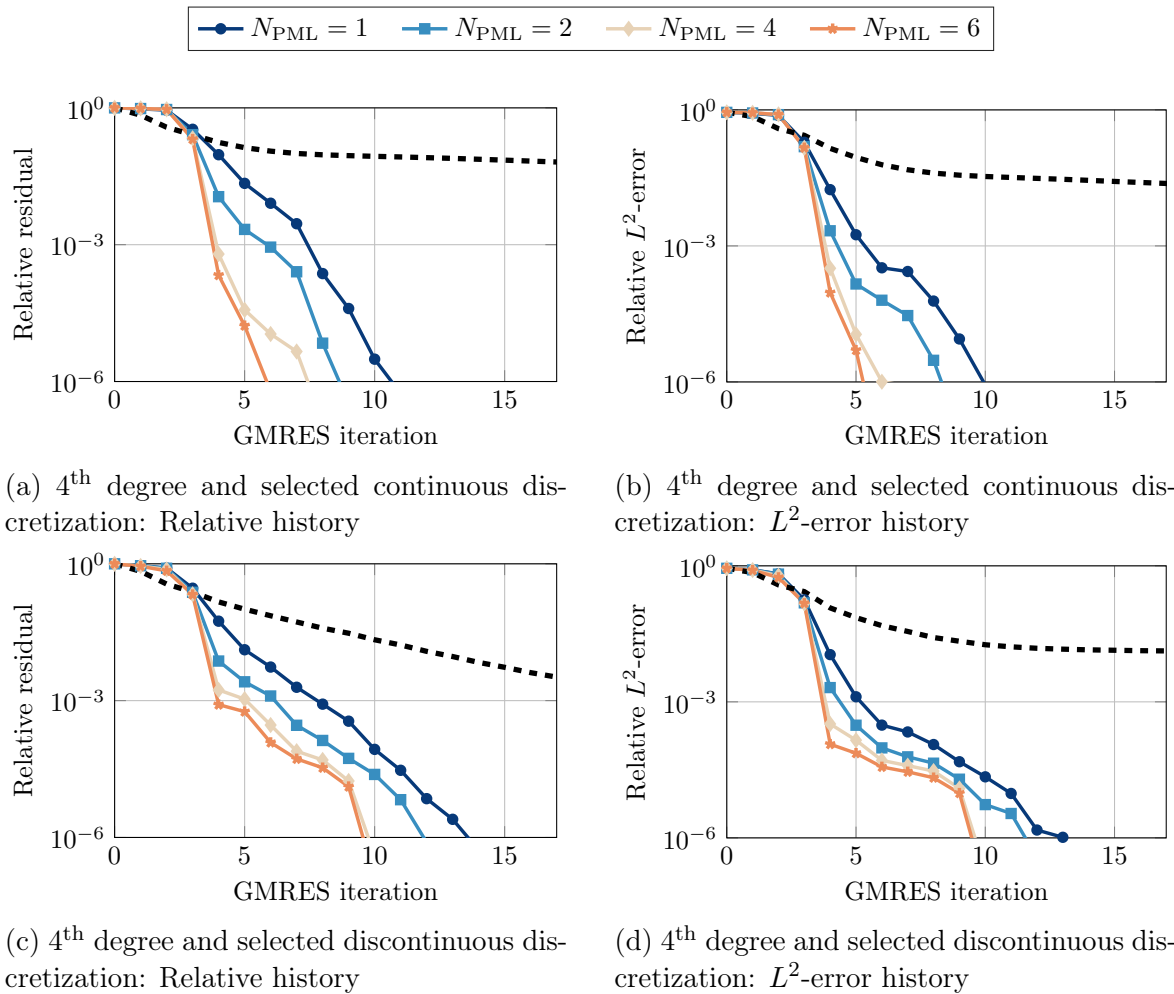 N_PML = 1 N_PML = 2 N_PML = 4 N_PML = 6
10^0
10^-3
10^-6
Relative residual
0 5 10 15
GMRES iteration
(a) 4^th degree and selected continuous dis-
cretization: Relative history
10^0
10^-3
10^-6
Relative L^2-error
0 5 10 15
GMRES iteration
(b) 4^th degree and selected continuous dis-
cretization: L^2-error history
10^0
10^-3
10^-6
Relative residual
0 5 10 15
GMRES iteration
(c) 4^th degree and selected discontinuous dis-
cretization: Relative history
10^0
10^-3
10^-6
Relative L^2-error
0 5 10 15
GMRES iteration
(d) 4^th degree and selected discontinuous dis-
cretization: L^2-error history